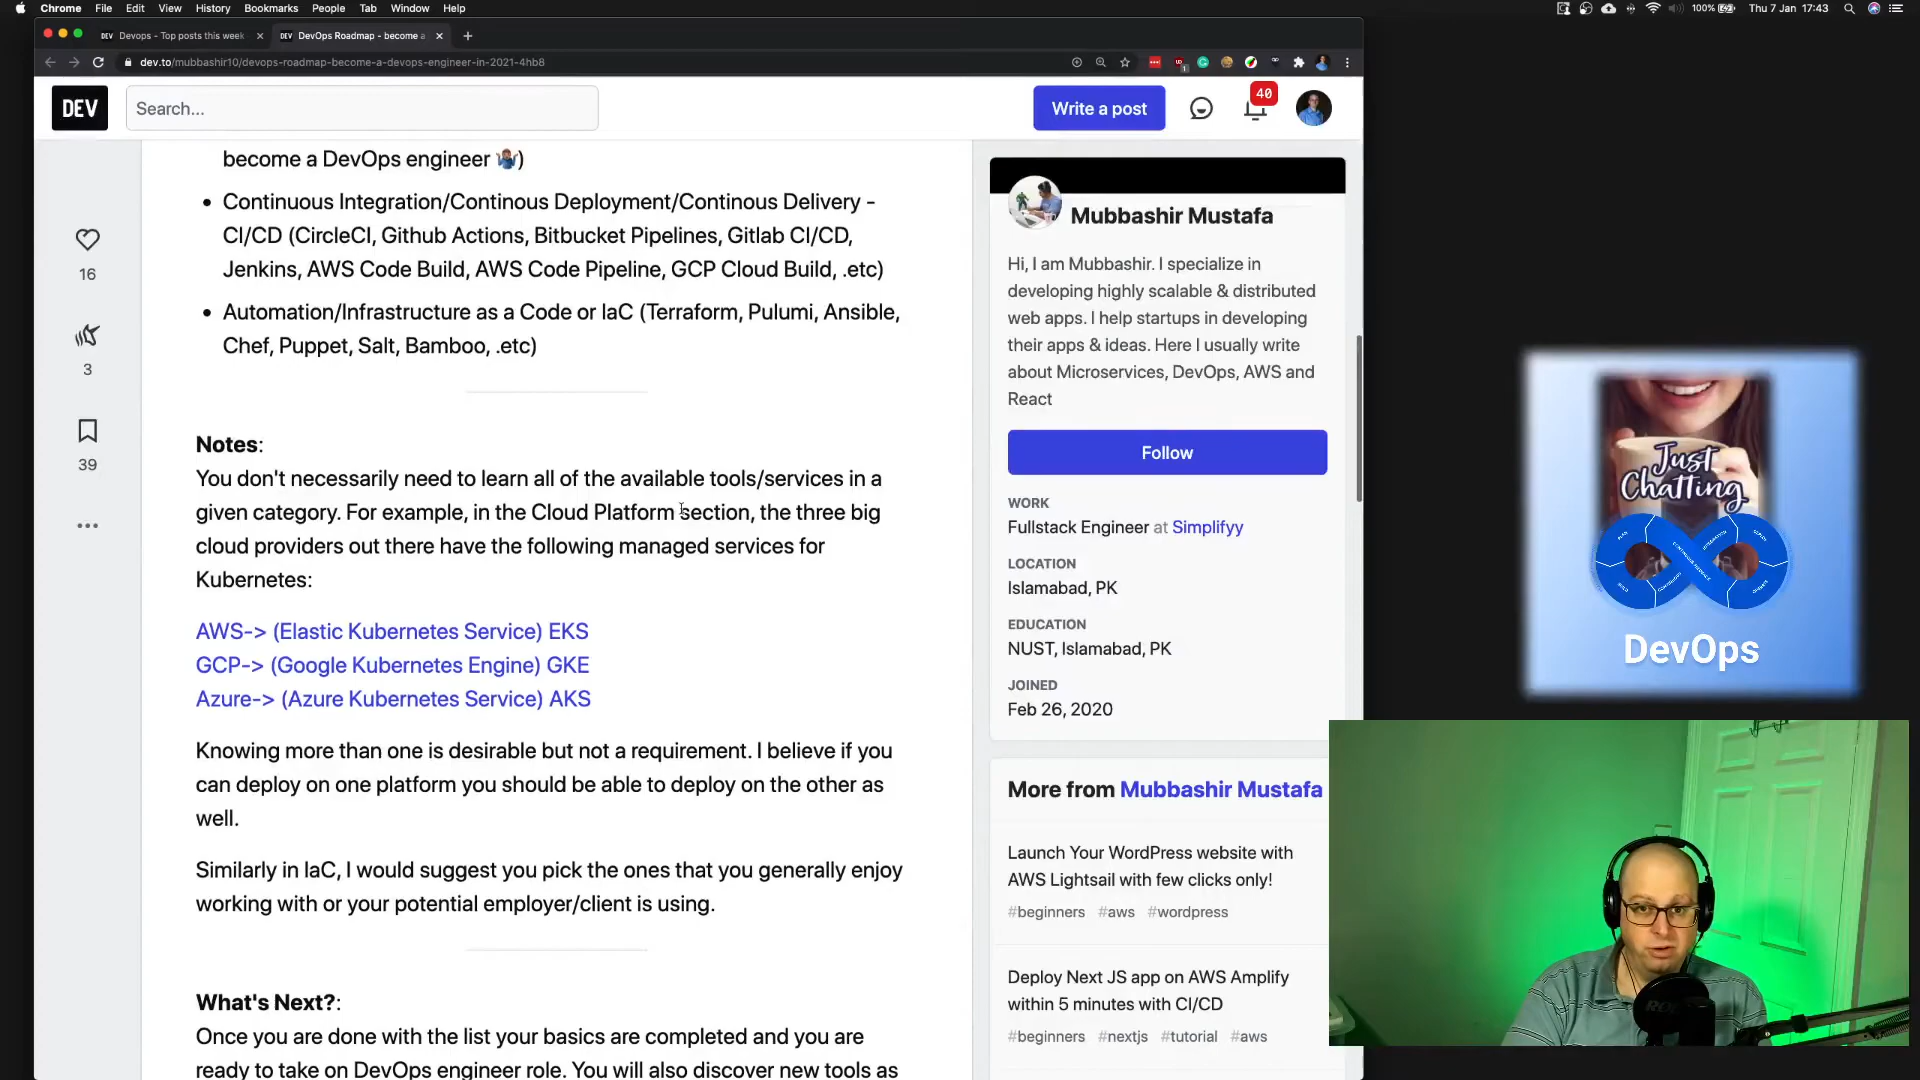 Chrome File Edit View History Bookmarks People Tab Window Help
100% Thu 7 Jan 17:43
DEV Devops - Top posts this week
DEV DevOps Roadmap - become a
dev.to/mubbashir10/devops-roadmap-become-a-devops-engineer-in-2021-4hb8
DEV
Search...
Write a post
40
become a DevOps engineer 🤷🏽‍♂️)
• Continuous Integration/Continous Deployment/Continous Delivery -
CI/CD (CircleCI, Github Actions, Bitbucket Pipelines, Gitlab CI/CD,
Jenkins, AWS Code Build, AWS Code Pipeline, GCP Cloud Build, .etc)
• Automation/Infrastructure as a Code or IaC (Terraform, Pulumi, Ansible,
Chef, Puppet, Salt, Bamboo, .etc)
16
3
39
Notes:
You don't necessarily need to learn all of the available tools/services in a
given category. For example, in the Cloud Platform section, the three big
cloud providers out there have the following managed services for
Kubernetes:
AWS-> (Elastic Kubernetes Service) EKS
GCP-> (Google Kubernetes Engine) GKE
Azure-> (Azure Kubernetes Service) AKS
Knowing more than one is desirable but not a requirement. I believe if you
can deploy on one platform you should be able to deploy on the other as
well.
Similarly in IaC, I would suggest you pick the ones that you generally enjoy
working with or your potential employer/client is using.
What's Next?:
Once you are done with the list your basics are completed and you are
ready to take on DevOps engineer role. You will also discover new tools as
Mubbashir Mustafa
Hi, I am Mubbashir. I specialize in
developing highly scalable & distributed
web apps. I help startups in developing
their apps & ideas. Here I usually write
about Microservices, DevOps, AWS and
React
Follow
WORK
Fullstack Engineer at Simplifyy
LOCATION
Islamabad, PK
EDUCATION
NUST, Islamabad, PK
JOINED
Feb 26, 2020
More from Mubbashir Mustafa
Launch Your WordPress website with
AWS Lightsail with few clicks only!
#beginners #aws #wordpress
Deploy Next JS app on AWS Amplify
within 5 minutes with CI/CD
#beginners #nextjs #tutorial #aws
Just
Chatting
DevOps